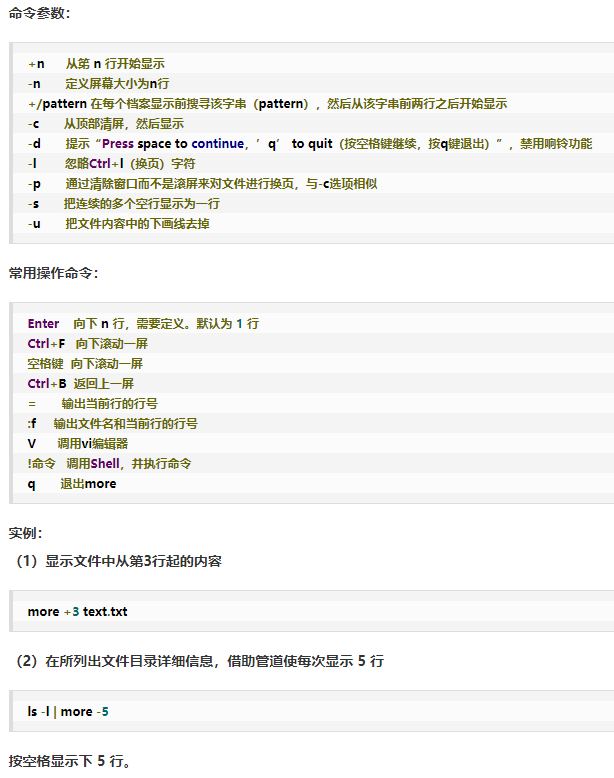 命令参数：
+n 从第 n 行开始显示
-n 定义屏幕大小为n行
+/pattern 在每个档案显示前搜寻该字串（pattern），然后从该字串前两行之后开始显示
-c 从顶部清屏，然后显示
-d 提示“Press space to continue，’q’ to quit（按空格键继续，按q键退出）”，禁用响铃功能
-l 忽略Ctrl+l（换页）字符
-p 通过清除窗口而不是滚屏来对文件进行换页，与-c选项相似
-s 把连续的多个空行显示为一行
-u 把文件内容中的下画线去掉
常用操作命令：
Enter 向下 n 行，需要定义。默认为 1 行
Ctrl+F 向下滚动一屏
空格键 向下滚动一屏
Ctrl+B 返回上一屏
= 输出当前行的行号
:f 输出文件名和当前行的行号
V 调用vi编辑器
!命令 调用Shell，并执行命令
q 退出more
实例：
（1）显示文件中从第3行起的内容
more +3 text.txt
（2）在所列出文件目录详细信息，借助管道使每次显示 5 行
ls -l | more -5
按空格显示下 5 行。